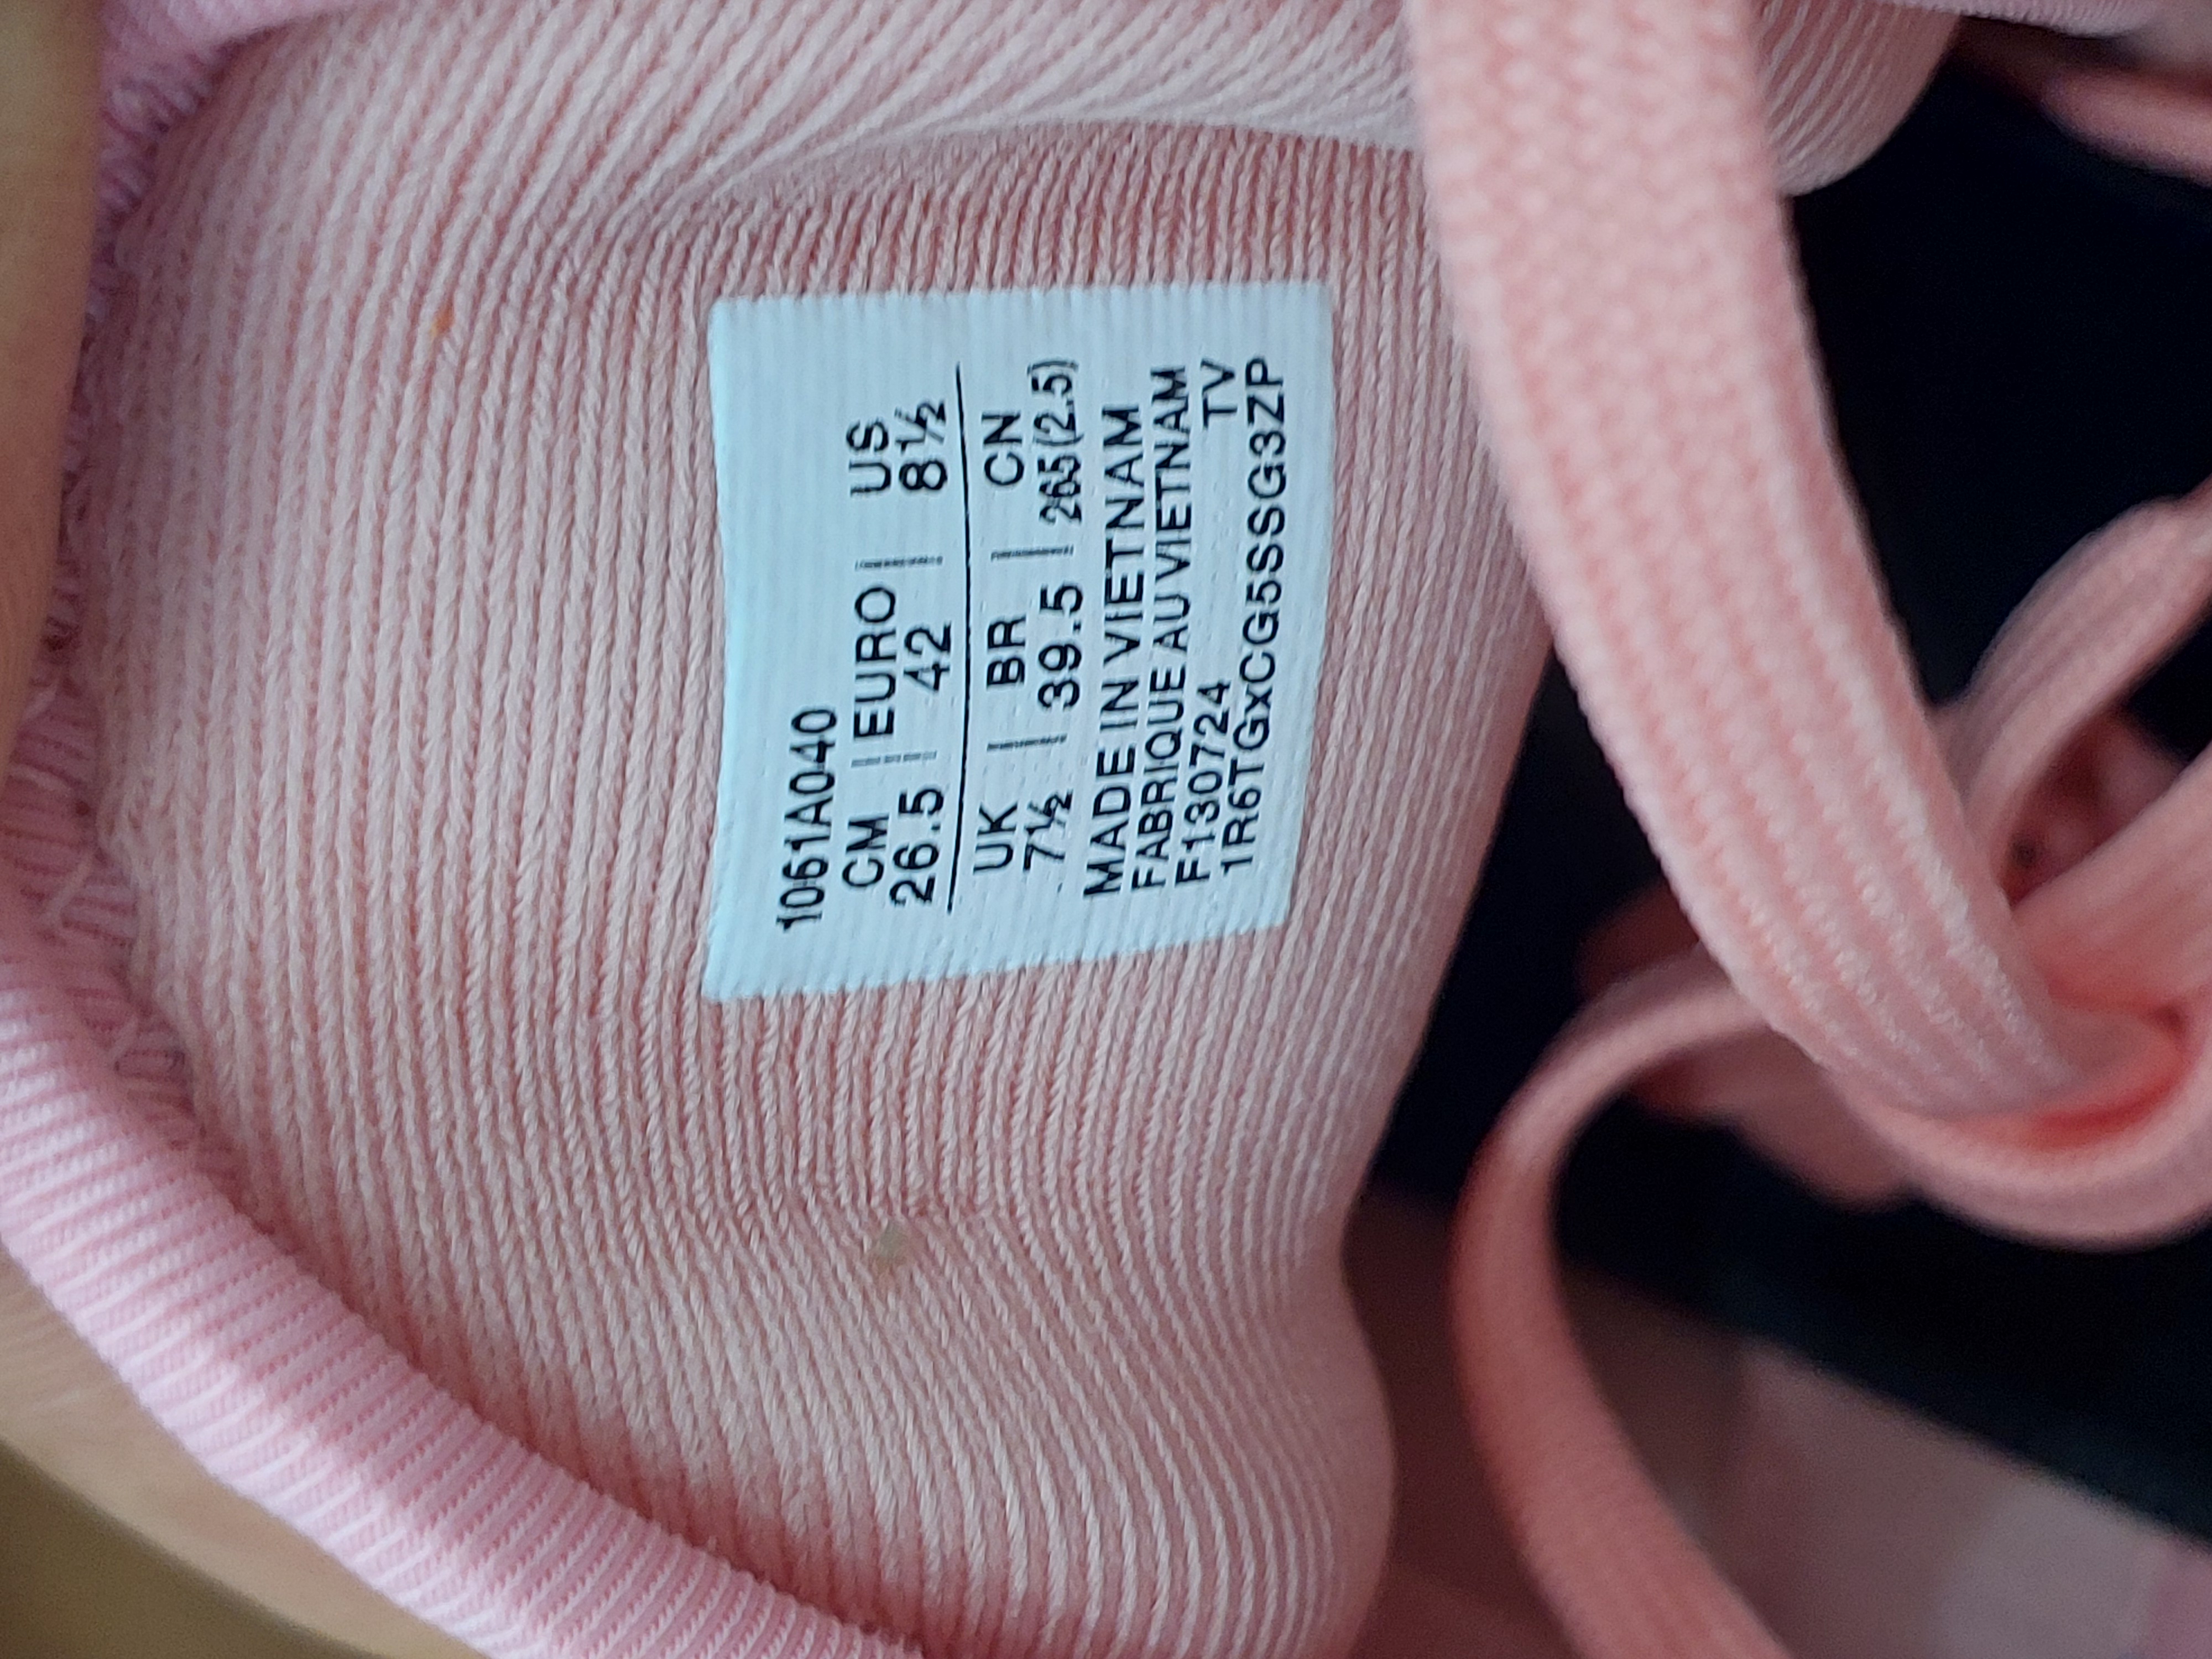 1061A040
CM | EURO | US
26.5 | 42 | 8½
UK | BR | CN
7½ | 39.5 | 265(2.5)
MADE IN VIETNAM
FABRIQUE AU VIETNAM
F130724 TV
1R6TGxCG5SSG3ZP